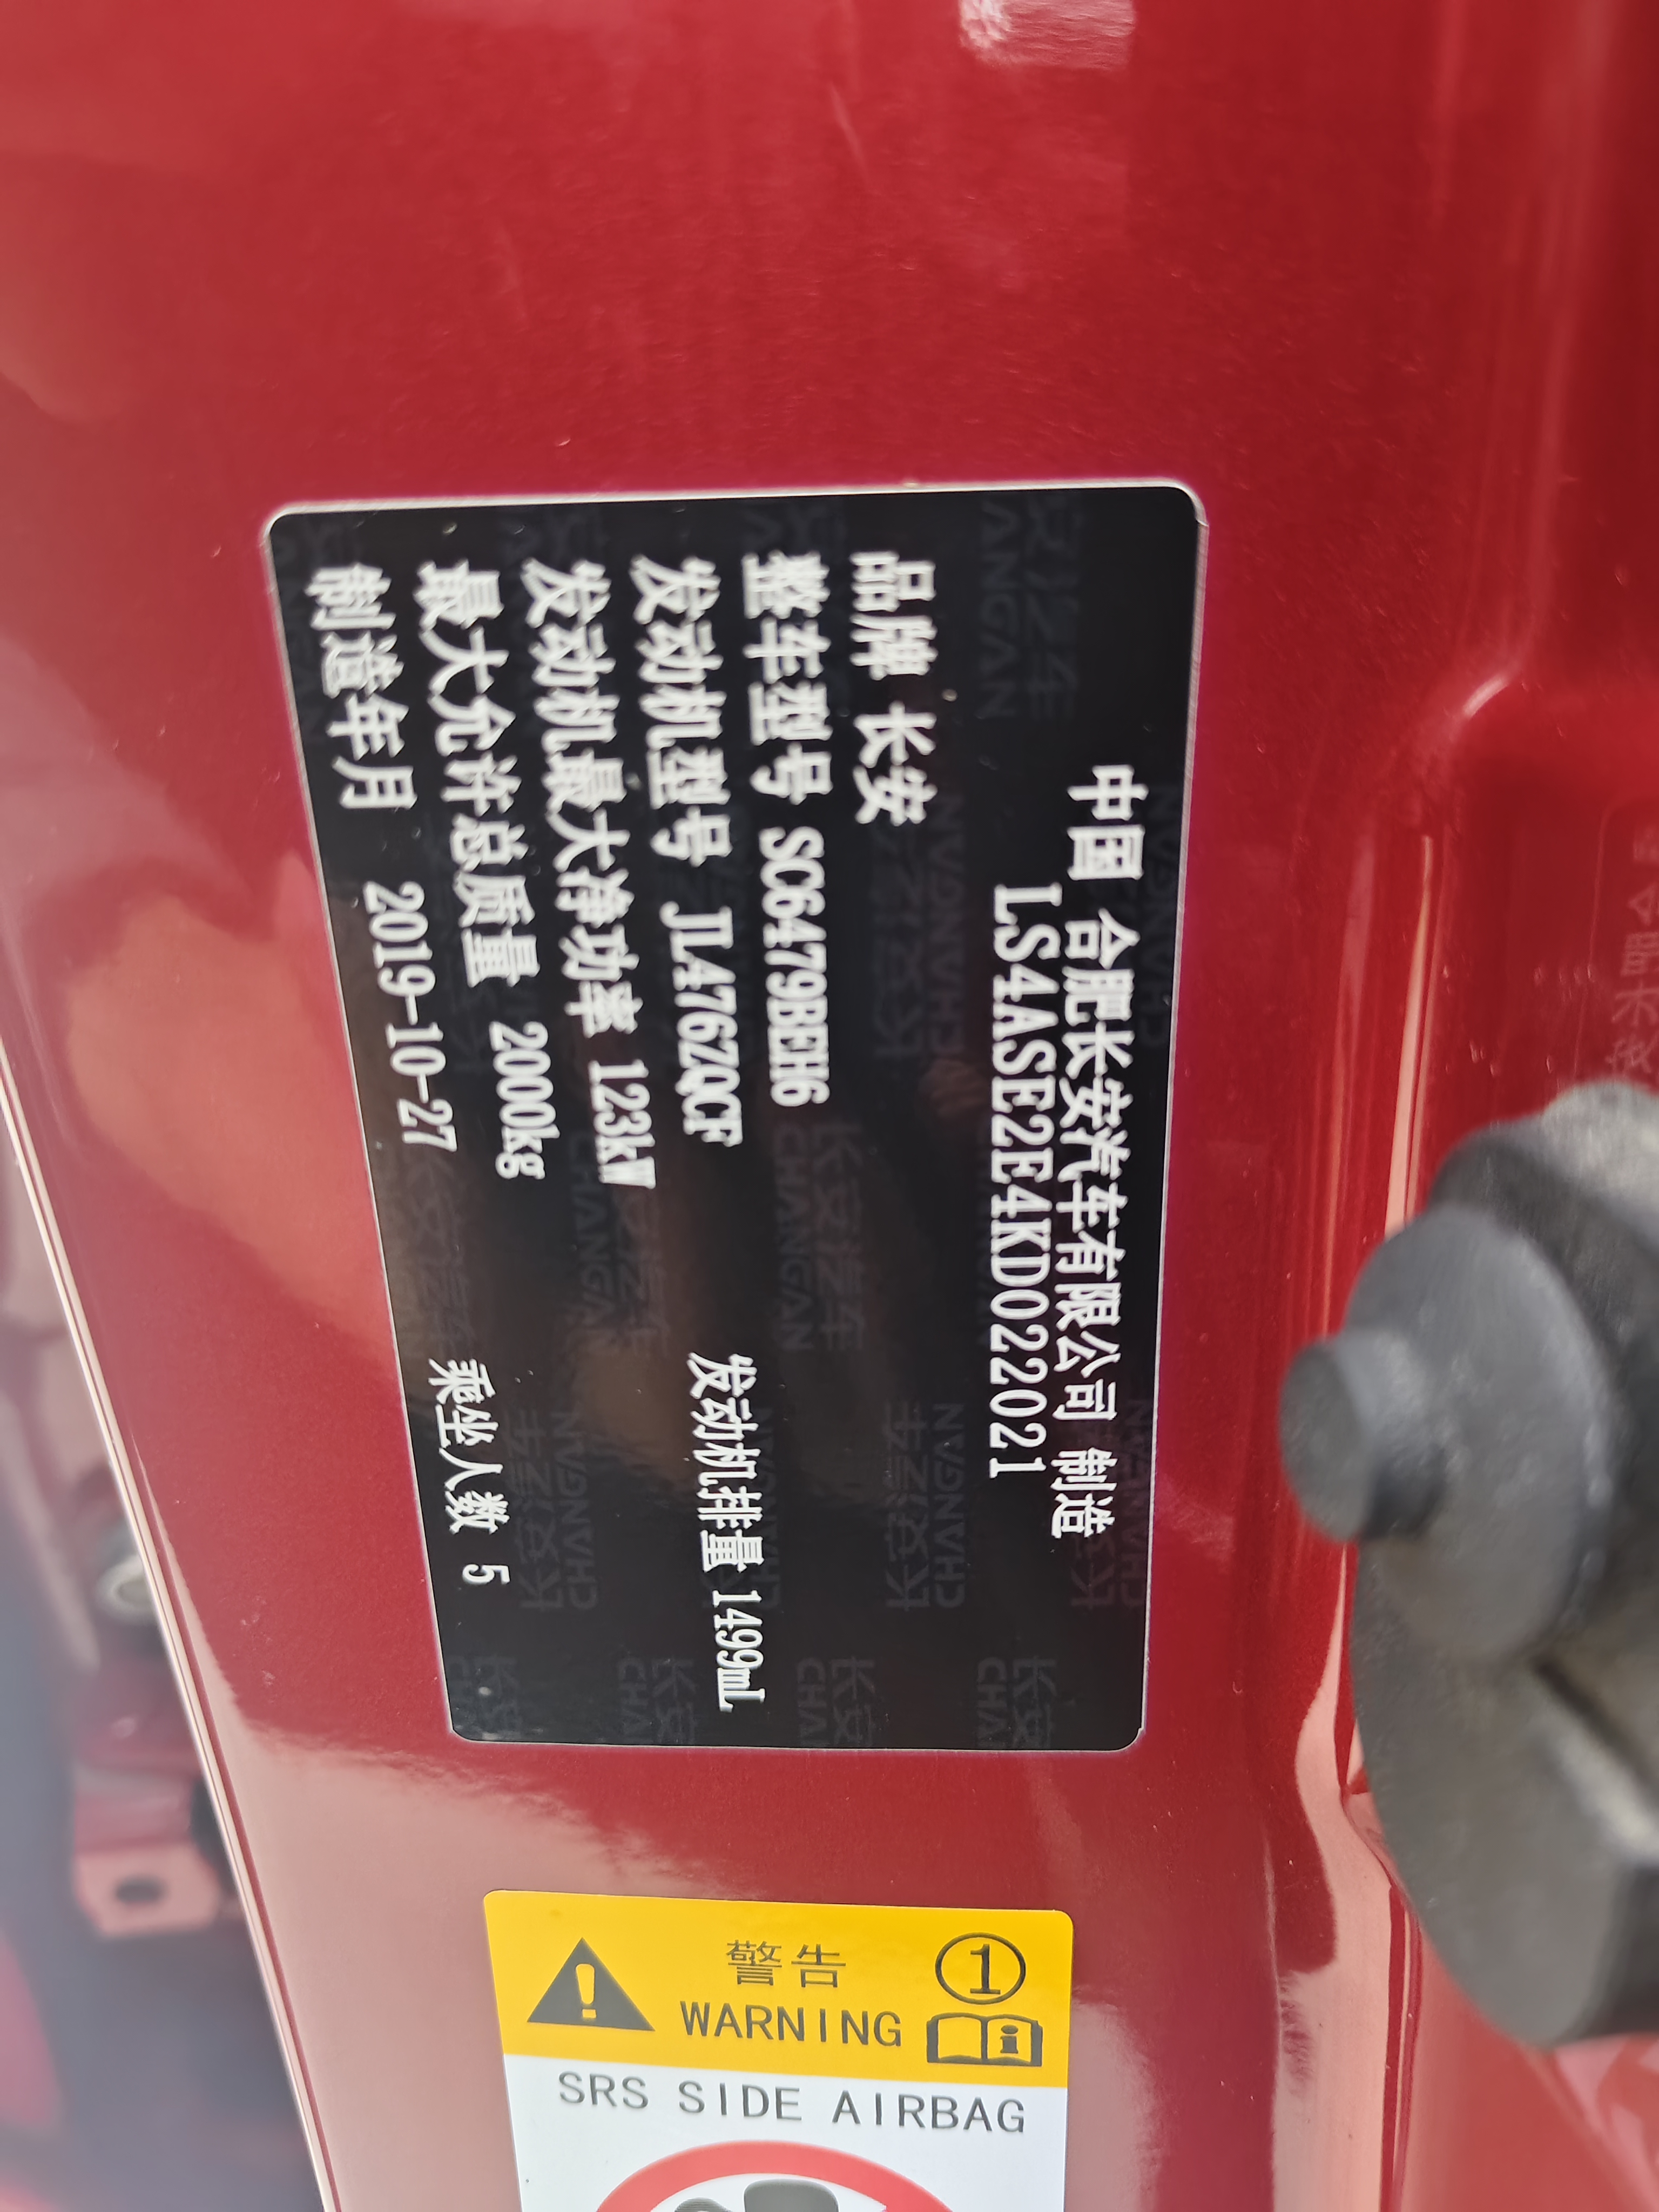 中国 合肥长安汽车有限公司 制造
LS4ASE2E4KD022021
品牌 长安
整车型号 SC6479BEH6
发动机型号 JL476ZQCF 发动机排量 1499mL
发动机最大净功率 123kW
最大允许总质量 2000kg
制造年月 2019-10-27 乘坐人数 5
警告 ①
WARNING
SRS SIDE AIRBAG